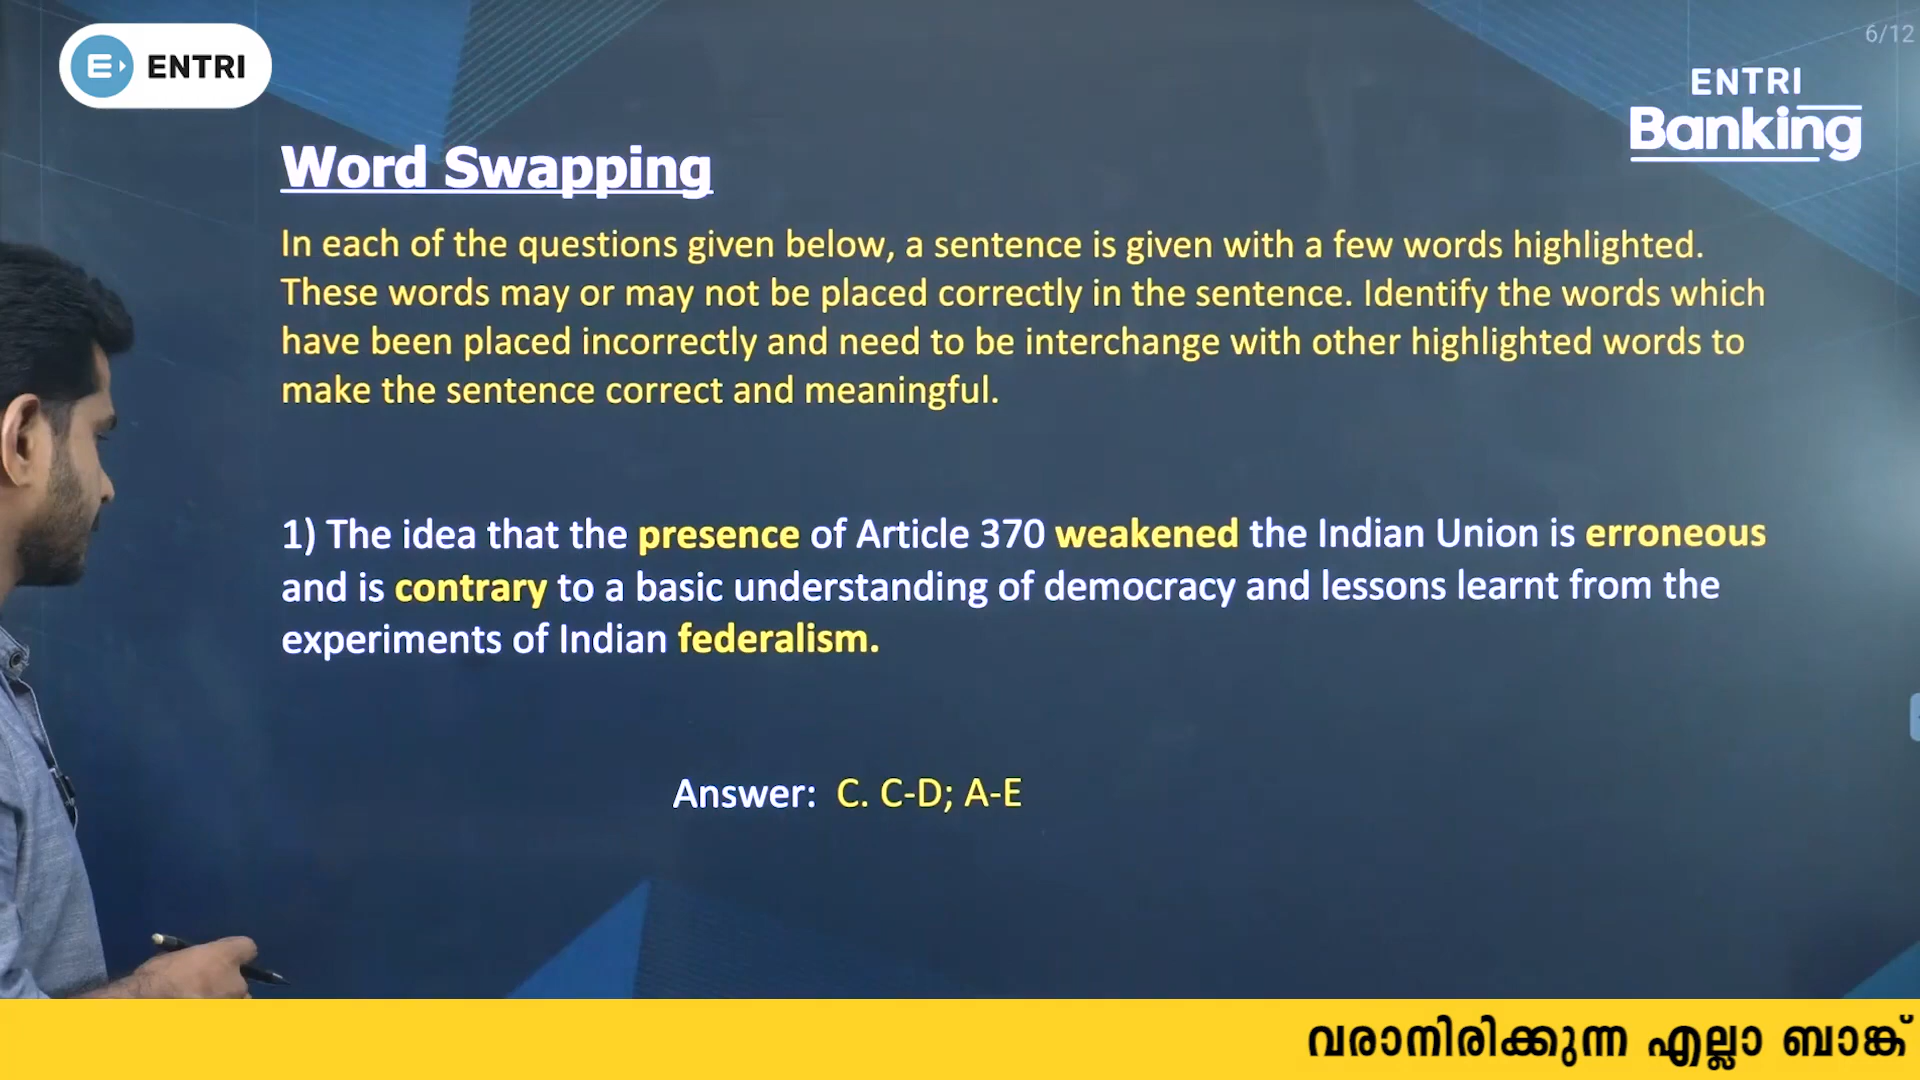 ENTRI
6/12
ENTRI
Banking
Word Swapping
In each of the questions given below, a sentence is given with a few words highlighted.
These words may or may not be placed correctly in the sentence. Identify the words which
have been placed incorrectly and need to be interchange with other highlighted words to
make the sentence correct and meaningful.
1) The idea that the presence of Article 370 weakened the Indian Union is erroneous
and is contrary to a basic understanding of democracy and lessons learnt from the
experiments of Indian federalism.
Answer: C. C-D; A-E
വരാനിരിക്കുന്ന എല്ലാ ബാങ്ക്